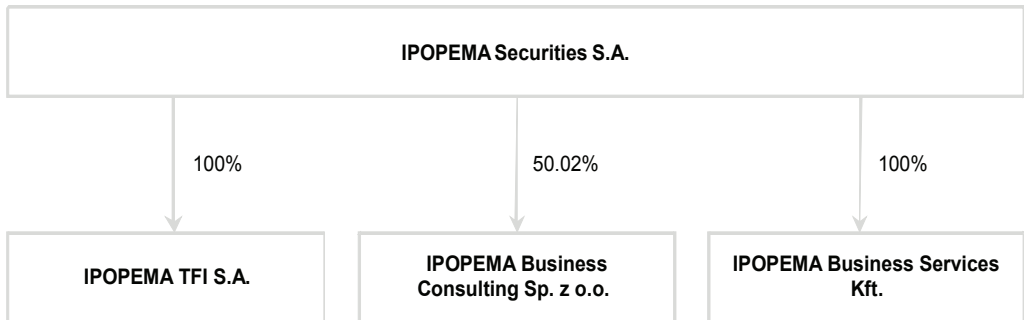 IPOPEMA Securities S.A.
100%
50.02%
100%
IPOPEMA TFI S.A.
IPOPEMA Business
Consulting Sp. z o.o.
IPOPEMA Business Services
Kft.